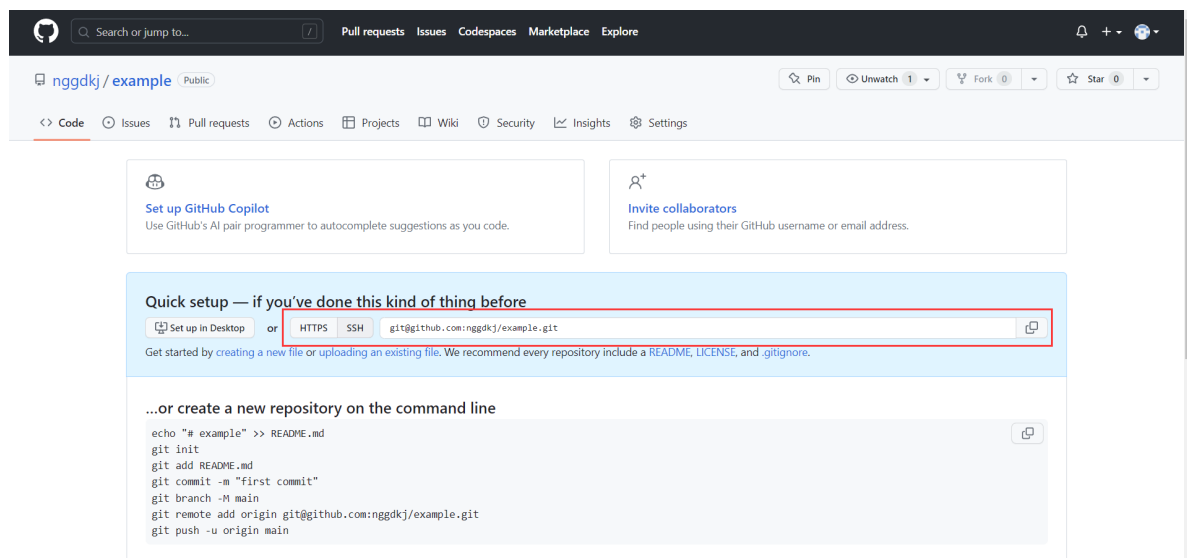 Search or jump to... / Pull requests Issues Codespaces Marketplace Explore
nggdkj / example Public Pin Unwatch 1 Fork 0 Star 0
Code Issues Pull requests Actions Projects Wiki Security Insights Settings
Set up GitHub Copilot
Use GitHub's AI pair programmer to autocomplete suggestions as you code.
Invite collaborators
Find people using their GitHub username or email address.
Quick setup — if you've done this kind of thing before
Set up in Desktop or HTTPS SSH git@github.com:nggdkj/example.git
Get started by creating a new file or uploading an existing file. We recommend every repository include a README, LICENSE, and .gitignore.
...or create a new repository on the command line
echo "# example" >> README.md
git init
git add README.md
git commit -m "first commit"
git branch -M main
git remote add origin git@github.com:nggdkj/example.git
git push -u origin main